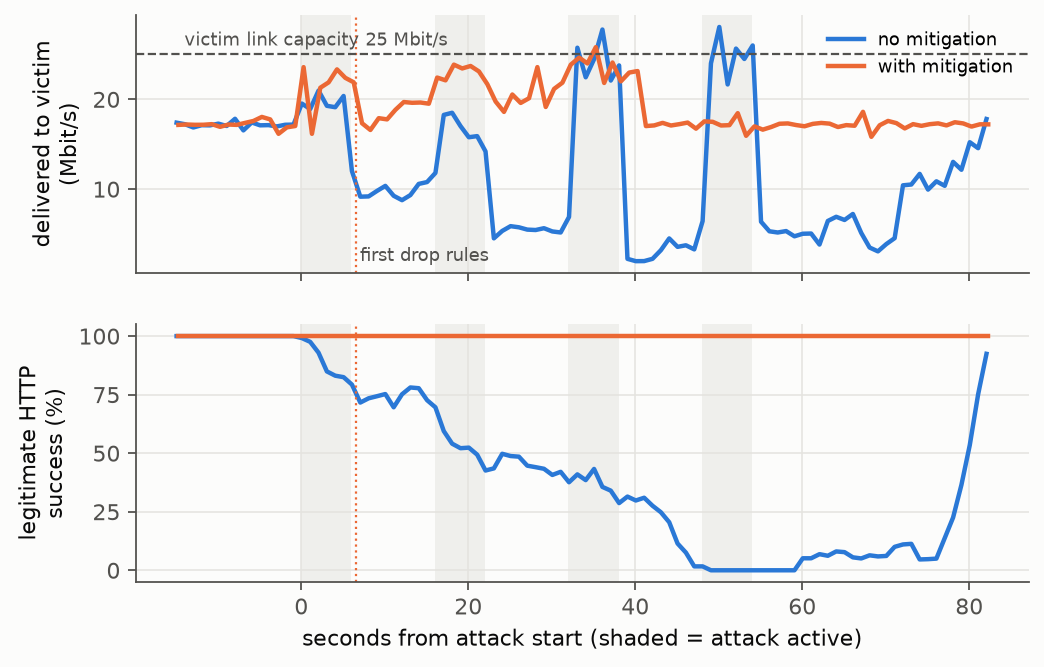 victim link capacity 25 Mbit/s
no mitigation
with mitigation
delivered to victim
(Mbit/s)
20
10
first drop rules
legitimate HTTP
success (%)
100
75
50
25
0
0 20 40 60 80
seconds from attack start (shaded = attack active)